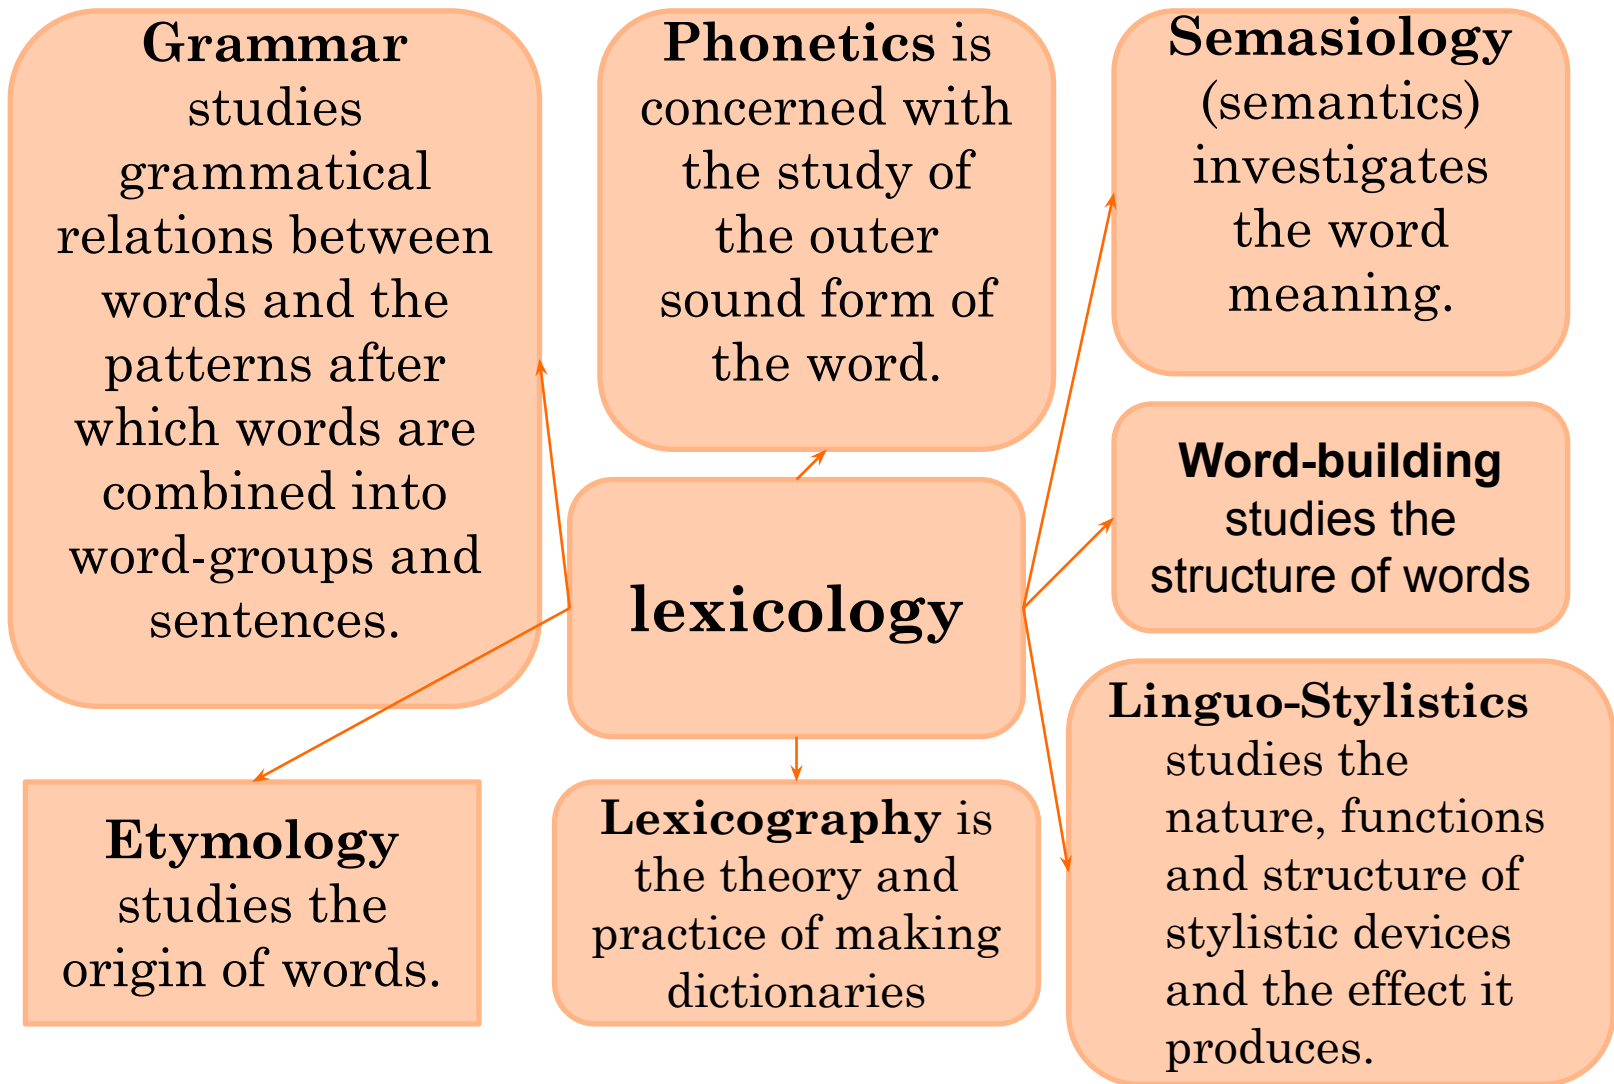 Grammar
studies
grammatical
relations between
words and the
patterns after
which words are
combined into
word-groups and
sentences.
Phonetics is
concerned with
the study of
the outer
sound form of
the word.
Semasiology
(semantics)
investigates
the word
meaning.
Word-building
studies the
structure of words
lexicology
Linguo-Stylistics
studies the
nature, functions
and structure of
stylistic devices
and the effect it
produces.
Etymology
studies the
origin of words.
Lexicography is
the theory and
practice of making
dictionaries